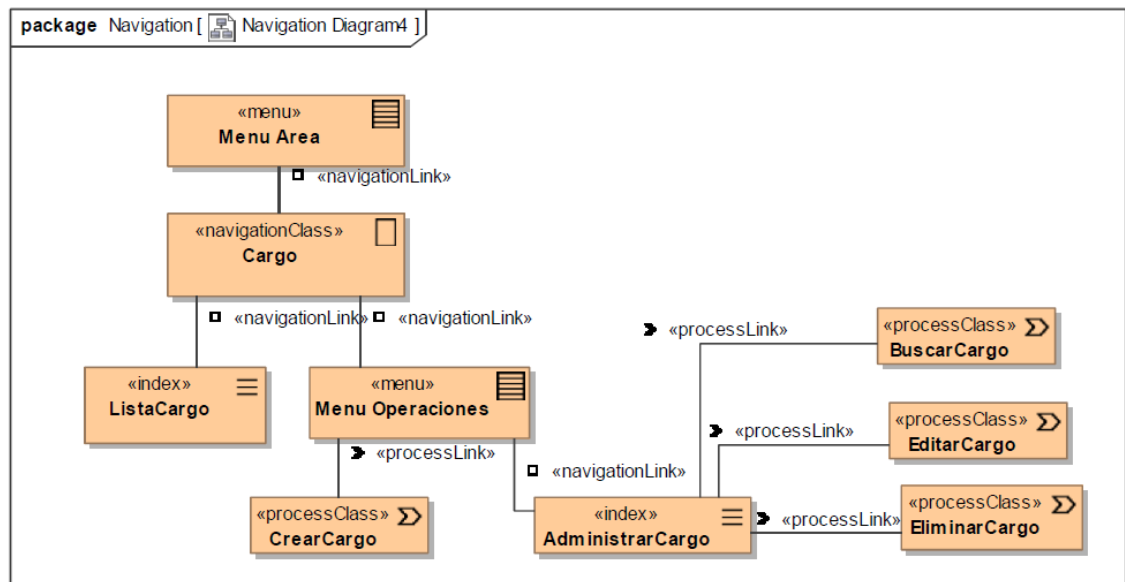 package Navigation [ Navigation Diagram4 ]
«menu»
Menu Area
«navigationLink»
«navigationClass»
Cargo
«navigationLink»
«navigationLink»
«processLink»
«processClass»
BuscarCargo
«index»
ListaCargo
«menu»
Menu Operaciones
«processLink»
«processClass»
EditarCargo
«processLink»
«navigationLink»
«processClass»
CrearCargo
«index»
AdministrarCargo
«processLink»
«processClass»
EliminarCargo